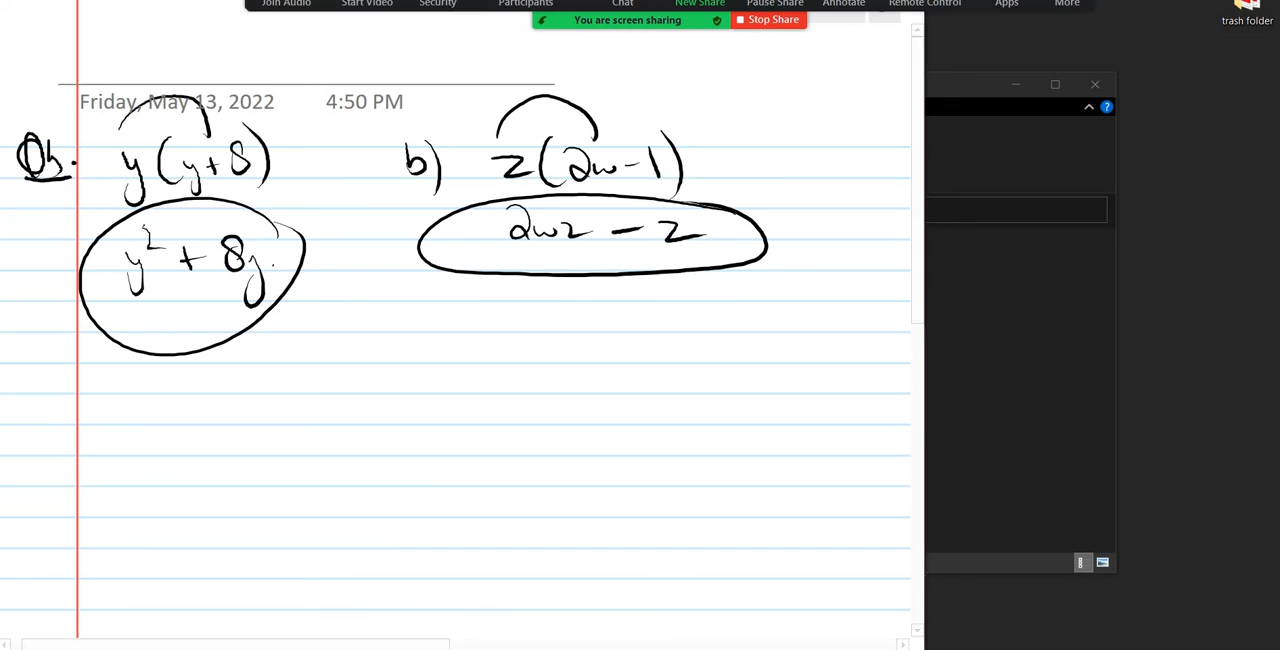 Join Audio Start Video Security Participants Chat New Share Pause Share Annotate Remote Control Apps More
You are screen sharing Stop Share
trash folder
Friday, May 13, 2022 4:50 PM
y(y+8) b) z(2w-1)
y² + 8y 2wz - z